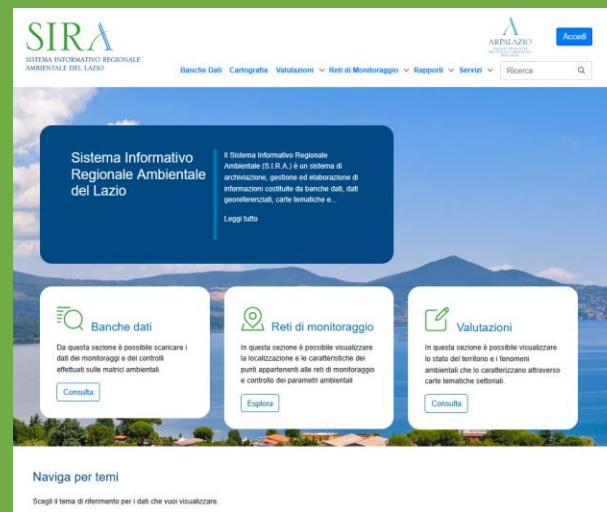 SIRA
SISTEMA INFORMATIVO REGIONALE
AMBIENTALE DEL LAZIO
ARPALAZIO
Accedi
Banche Dati Cartografia Valutazioni Reti di Monitoraggio Rapporti Servizi Ricerca
Sistema Informativo
Regionale Ambientale
del Lazio
Il Sistema Informativo Regionale
Ambientale (S.I.R.A.) è un sistema di
archiviazione, gestione ed elaborazione di
informazioni costituite da banche dati, dati
georeferenziati, carte tematiche e...
Leggi tutto
Banche dati
Da questa sezione è possibile scaricare i
dati dei monitoraggi e dei controlli
effettuati sulle matrici ambientali.
Consulta
Reti di monitoraggio
In questa sezione è possibile visualizzare
la localizzazione e le caratteristiche dei
punti appartenenti alle reti di monitoraggio
e controllo dei parametri ambientali
Esplora
Valutazioni
In questa sezione è possibile visualizzare
lo stato del territorio e i fenomeni
ambientali che lo caratterizzano attraverso
carte tematiche settoriali.
Consulta
Naviga per temi
Scegli il tema di riferimento per i dati che vuoi visualizzare.